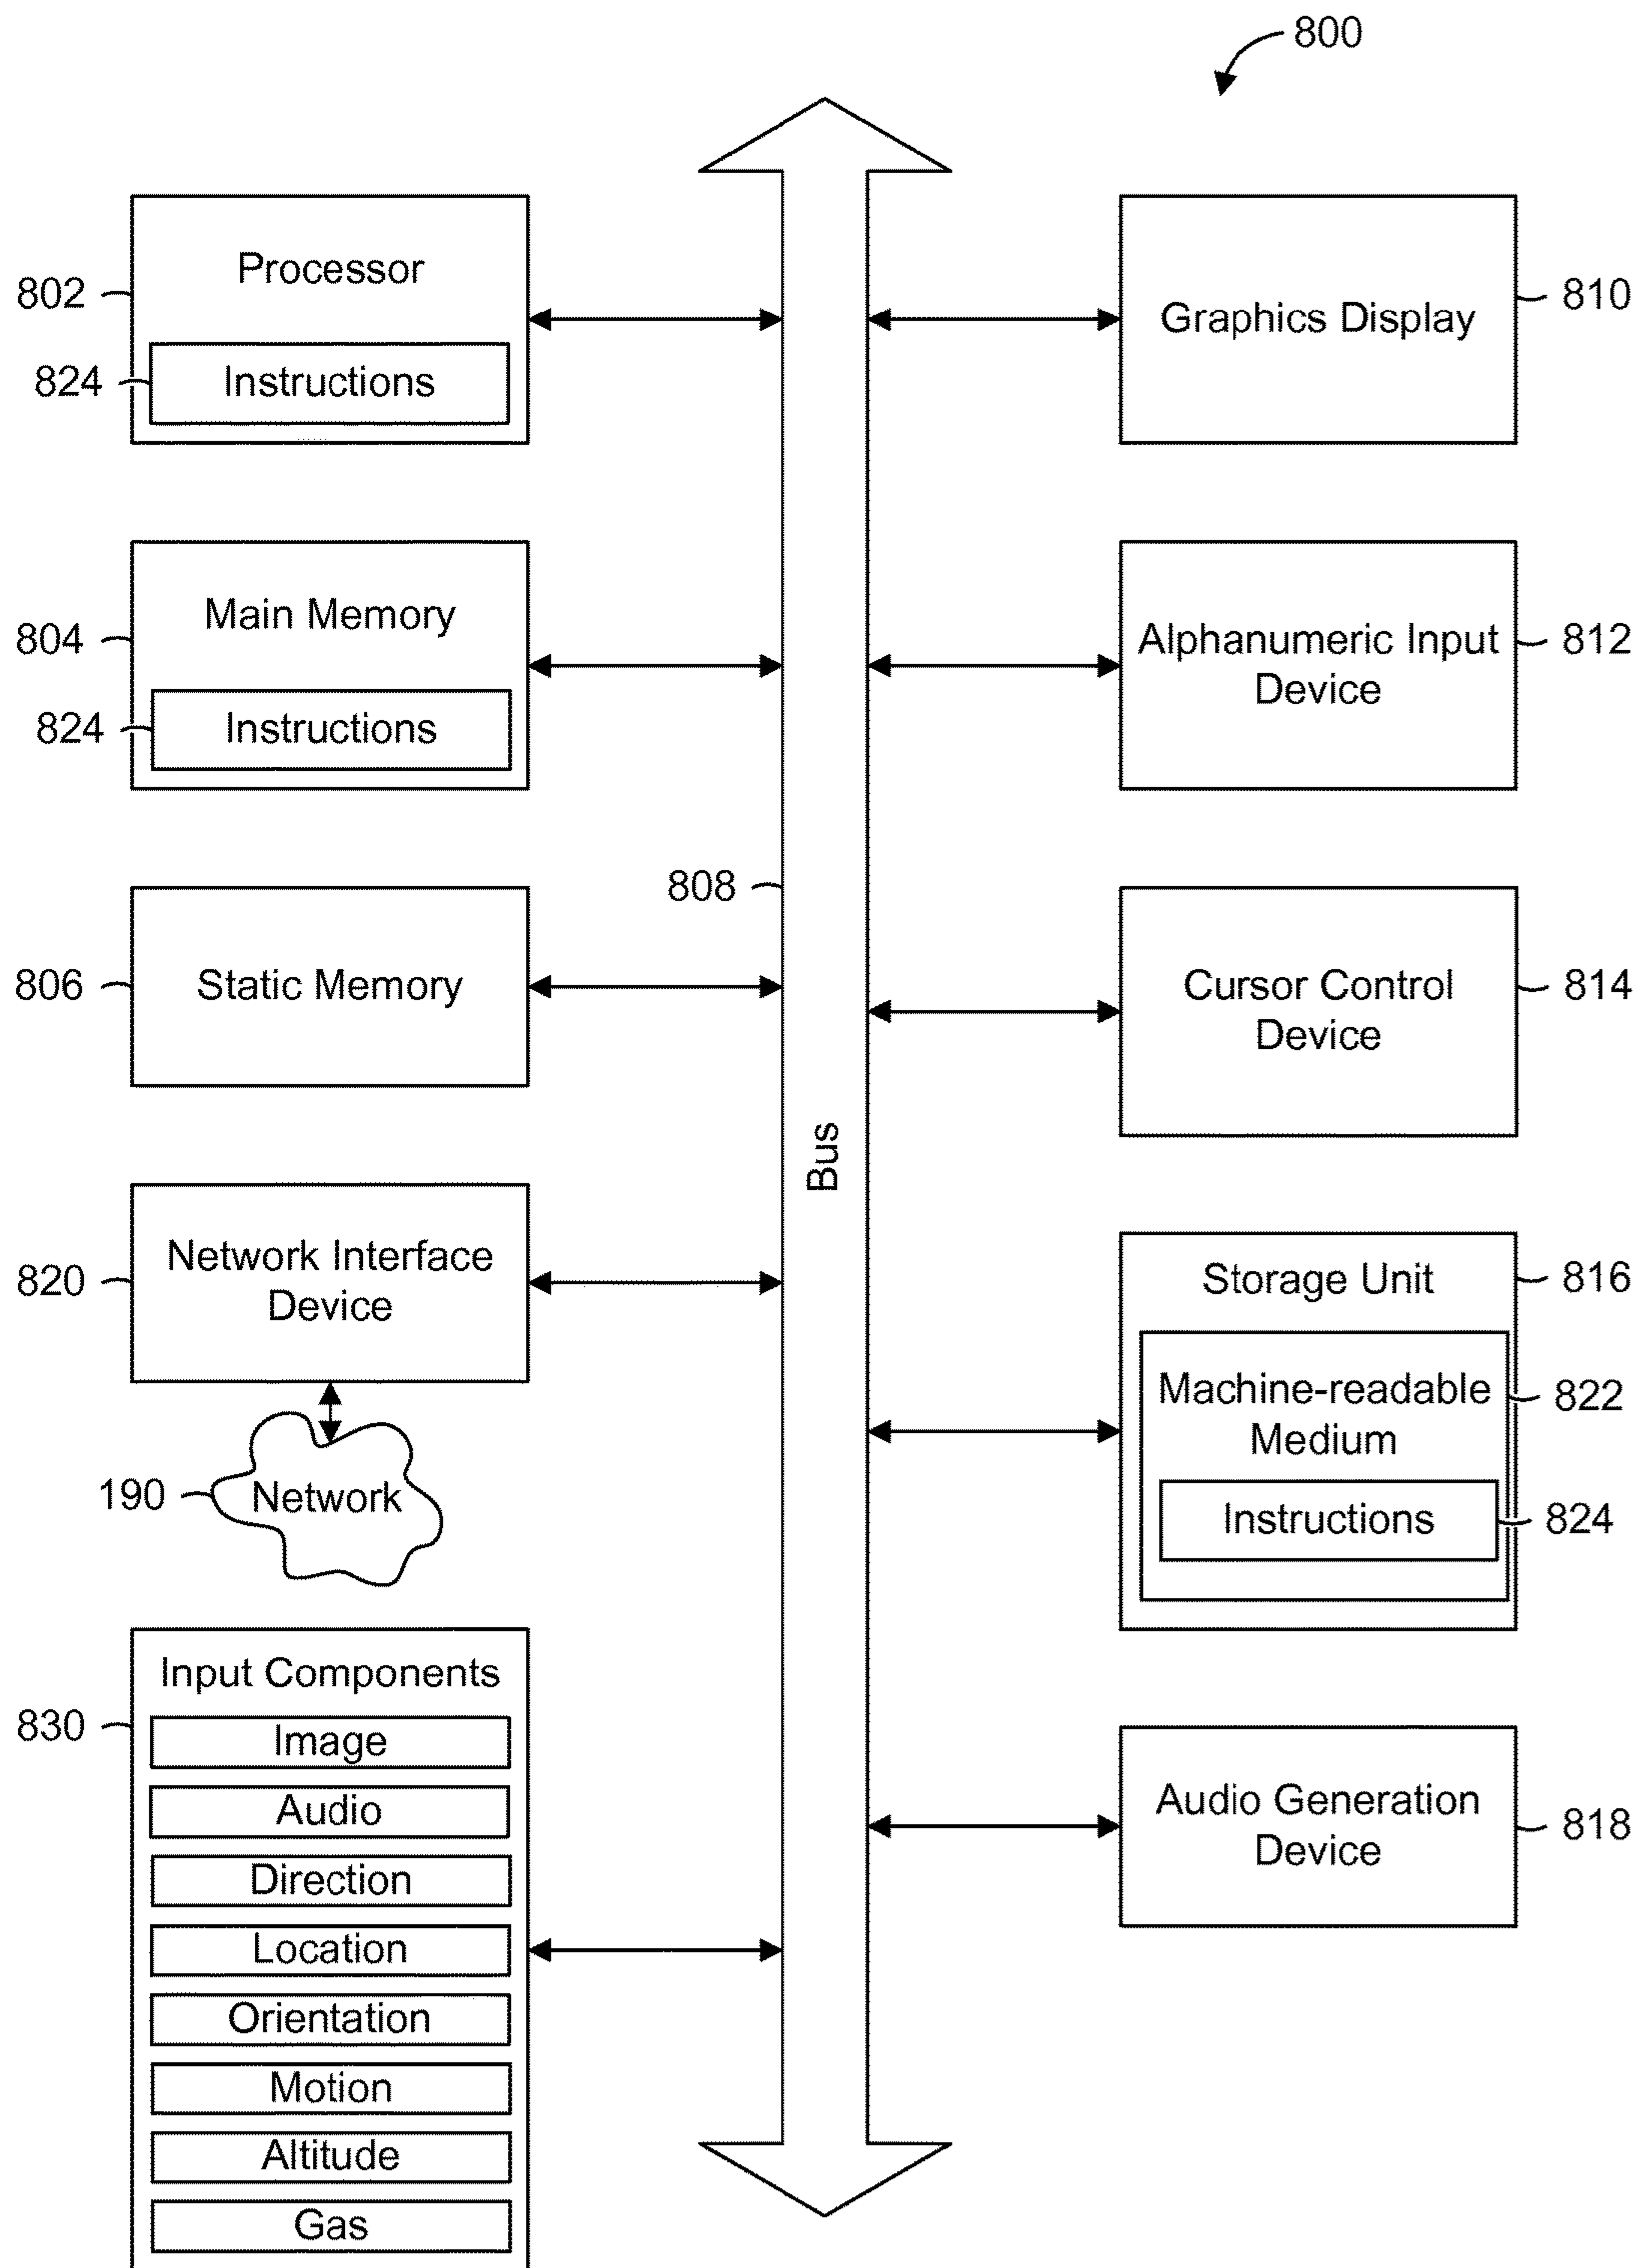 800
Processor
802
824
Instructions
Main Memory
804
824
Instructions
Static Memory
806
Network Interface
Device
820
190
Network
Input Components
830
Image
Audio
Direction
Location
Orientation
Motion
Altitude
Gas
808
Bus
Graphics Display
810
Alphanumeric Input
Device
812
Cursor Control
Device
814
Storage Unit
816
Machine-readable
Medium
822
Instructions
824
Audio Generation
Device
818